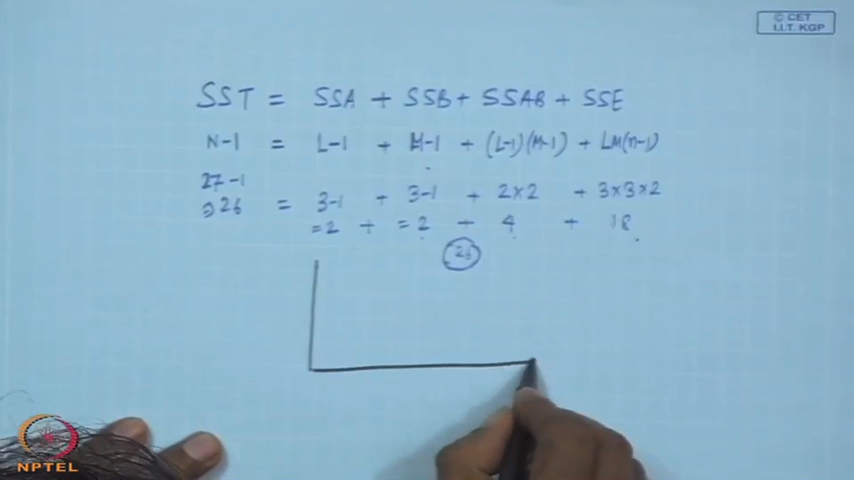 © CET
I.I.T. KGP
SST = SSA + SSB + SSAB + SSE
N-1 = L-1 + M-1 + (L-1)(M-1) + LM(n-1)
27-1
⇒26 = 3-1 + 3-1 + 2×2 + 3×3×2
=2 + =2 + 4 + 18
26
NPTEL